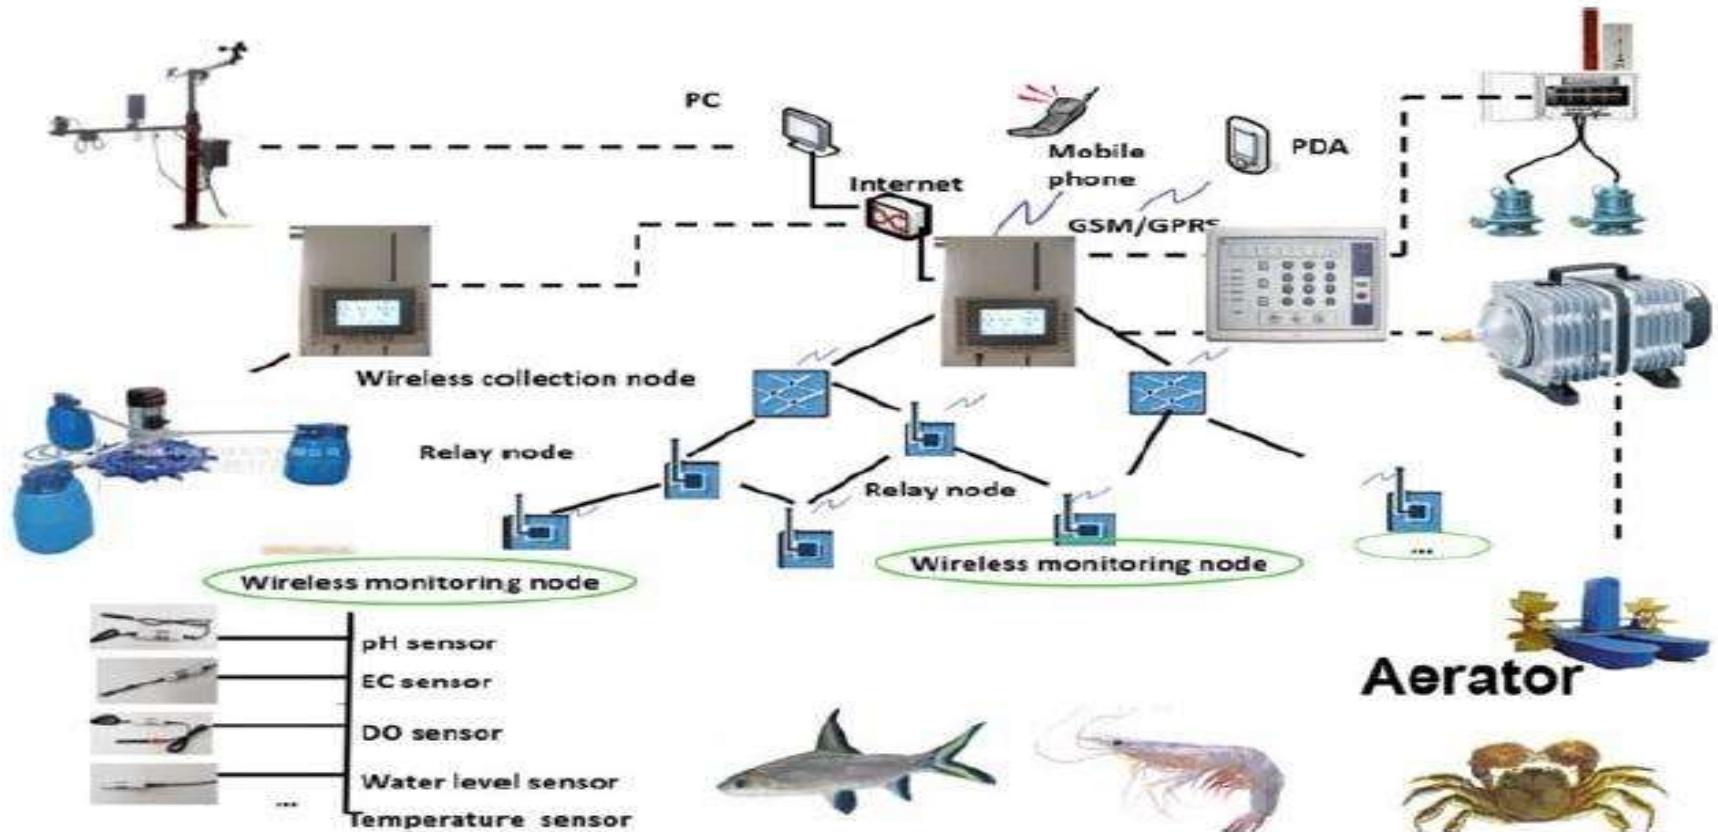 PC
Mobile
phone
PDA
Internet
GSM/GPRS
Wireless collection node
Relay node
Relay node
Wireless monitoring node
Wireless monitoring node
...
pH sensor
EC sensor
DO sensor
Water level sensor
...
Temperature sensor
Aerator